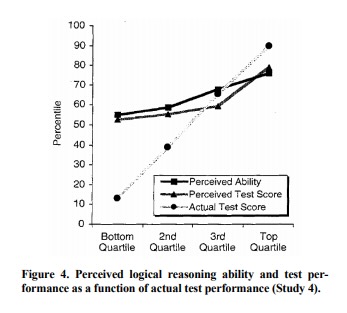 100
90
80
70
60
50
40
30
20
10
0
Percentile
Perceived Ability
Perceived Test Score
Actual Test Score
Bottom Quartile
2nd Quartile
3rd Quartile
Top Quartile
Figure 4. Perceived logical reasoning ability and test per-
formance as a function of actual test performance (Study 4).